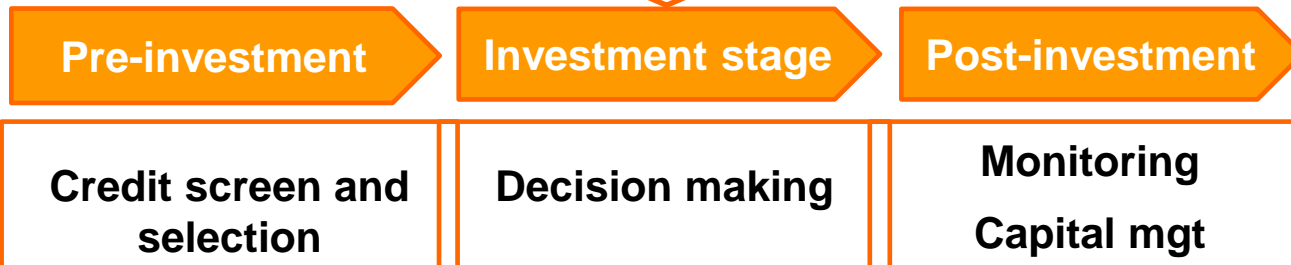 Pre-investment
Investment stage
Post-investment
Credit screen and
selection
Decision making
Monitoring
Capital mgt